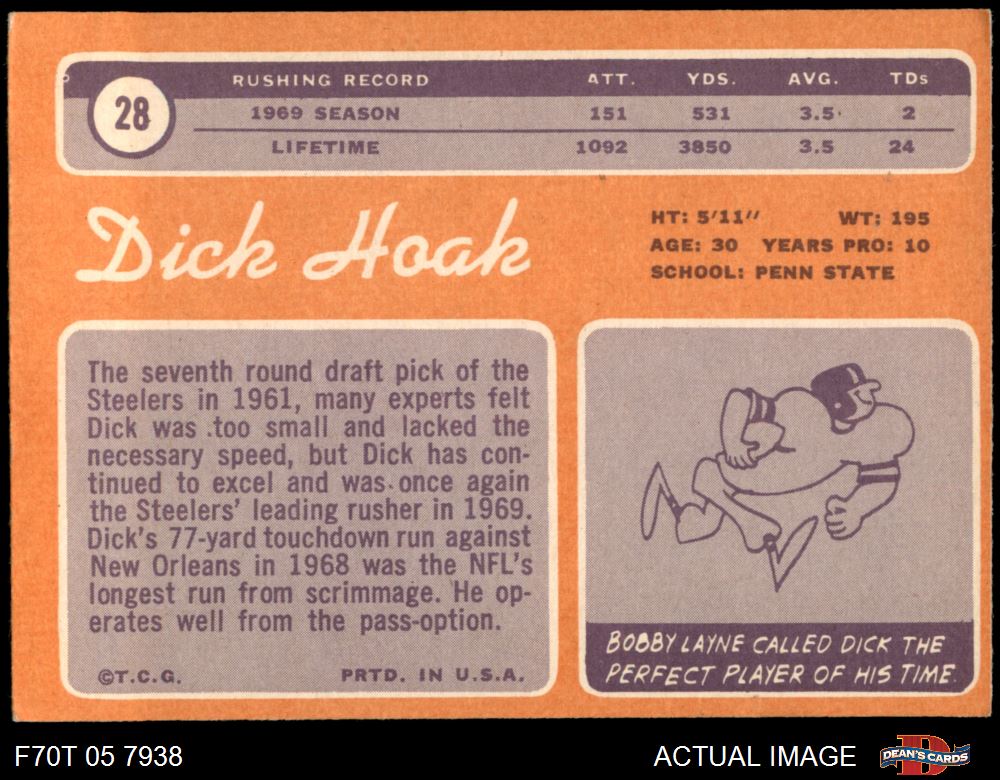 28
RUSHING RECORD ATT. YDS. AVG. TDs
1969 SEASON 151 531 3.5 2
LIFETIME 1092 3850 3.5 24
Dick Hoak
HT: 5'11" WT: 195
AGE: 30 YEARS PRO: 10
SCHOOL: PENN STATE
The seventh round draft pick of the
Steelers in 1961, many experts felt
Dick was too small and lacked the
necessary speed, but Dick has con-
tinued to excel and was once again
the Steelers' leading rusher in 1969.
Dick's 77-yard touchdown run against
New Orleans in 1968 was the NFL's
longest run from scrimmage. He op-
erates well from the pass-option.
©T.C.G. PRTD. IN U.S.A.
BOBBY LAYNE CALLED DICK THE
PERFECT PLAYER OF HIS TIME.
F70T 05 7938 ACTUAL IMAGE DEAN'S CARDS